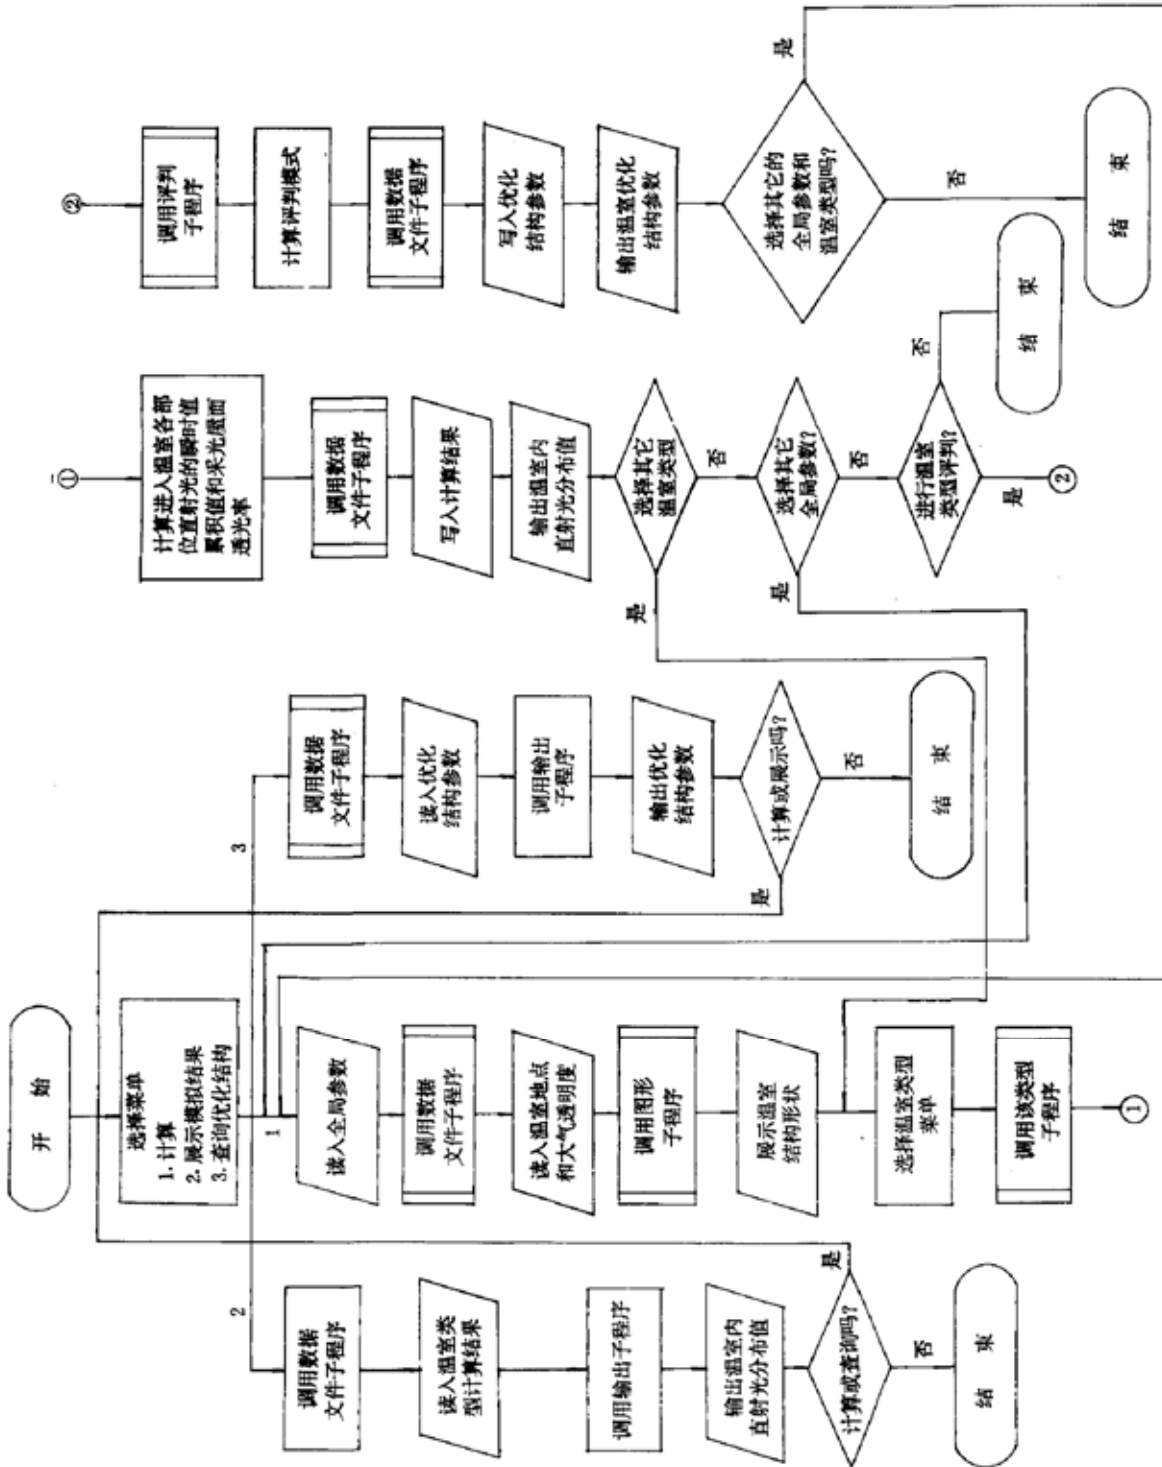 开 始
选择菜单
1. 计算
2. 展示模拟结果
3. 查询优化结构
2
调用数据
文件子程序
读入温室类
型计算结果
调用输出子程序
输出温室内
直射光分布值
计算或查询吗?
是
否
结 束
1
读入全局参数
调用数据
文件子程序
读入温室地点
和大气透明度
调用图形
子程序
展示温室
结构形状
选择温室类型
菜单
调用该类型
子程序
①
3
调用数据
文件子程序
读入优化
结构参数
调用输出
子程序
输出优化
结构参数
计算或展示吗?
是
否
结 束
①
计算进入温室各部
位直射光的瞬时值
累积值和采光屋面
透光率
调用数据
文件子程序
写入计算结果
输出温室内
直射光分布值
选择其它
温室类型
是
否
选择其它
全局参数?
是
否
进行温室
类型评判?
否
结 束
是
②
②
调用评判
子程序
计算评判模式
调用数据
文件子程序
写入优化
结构参数
输出温室优化
结构参数
选择其它的
全局参数和
温室类型吗?
是
否
结 束